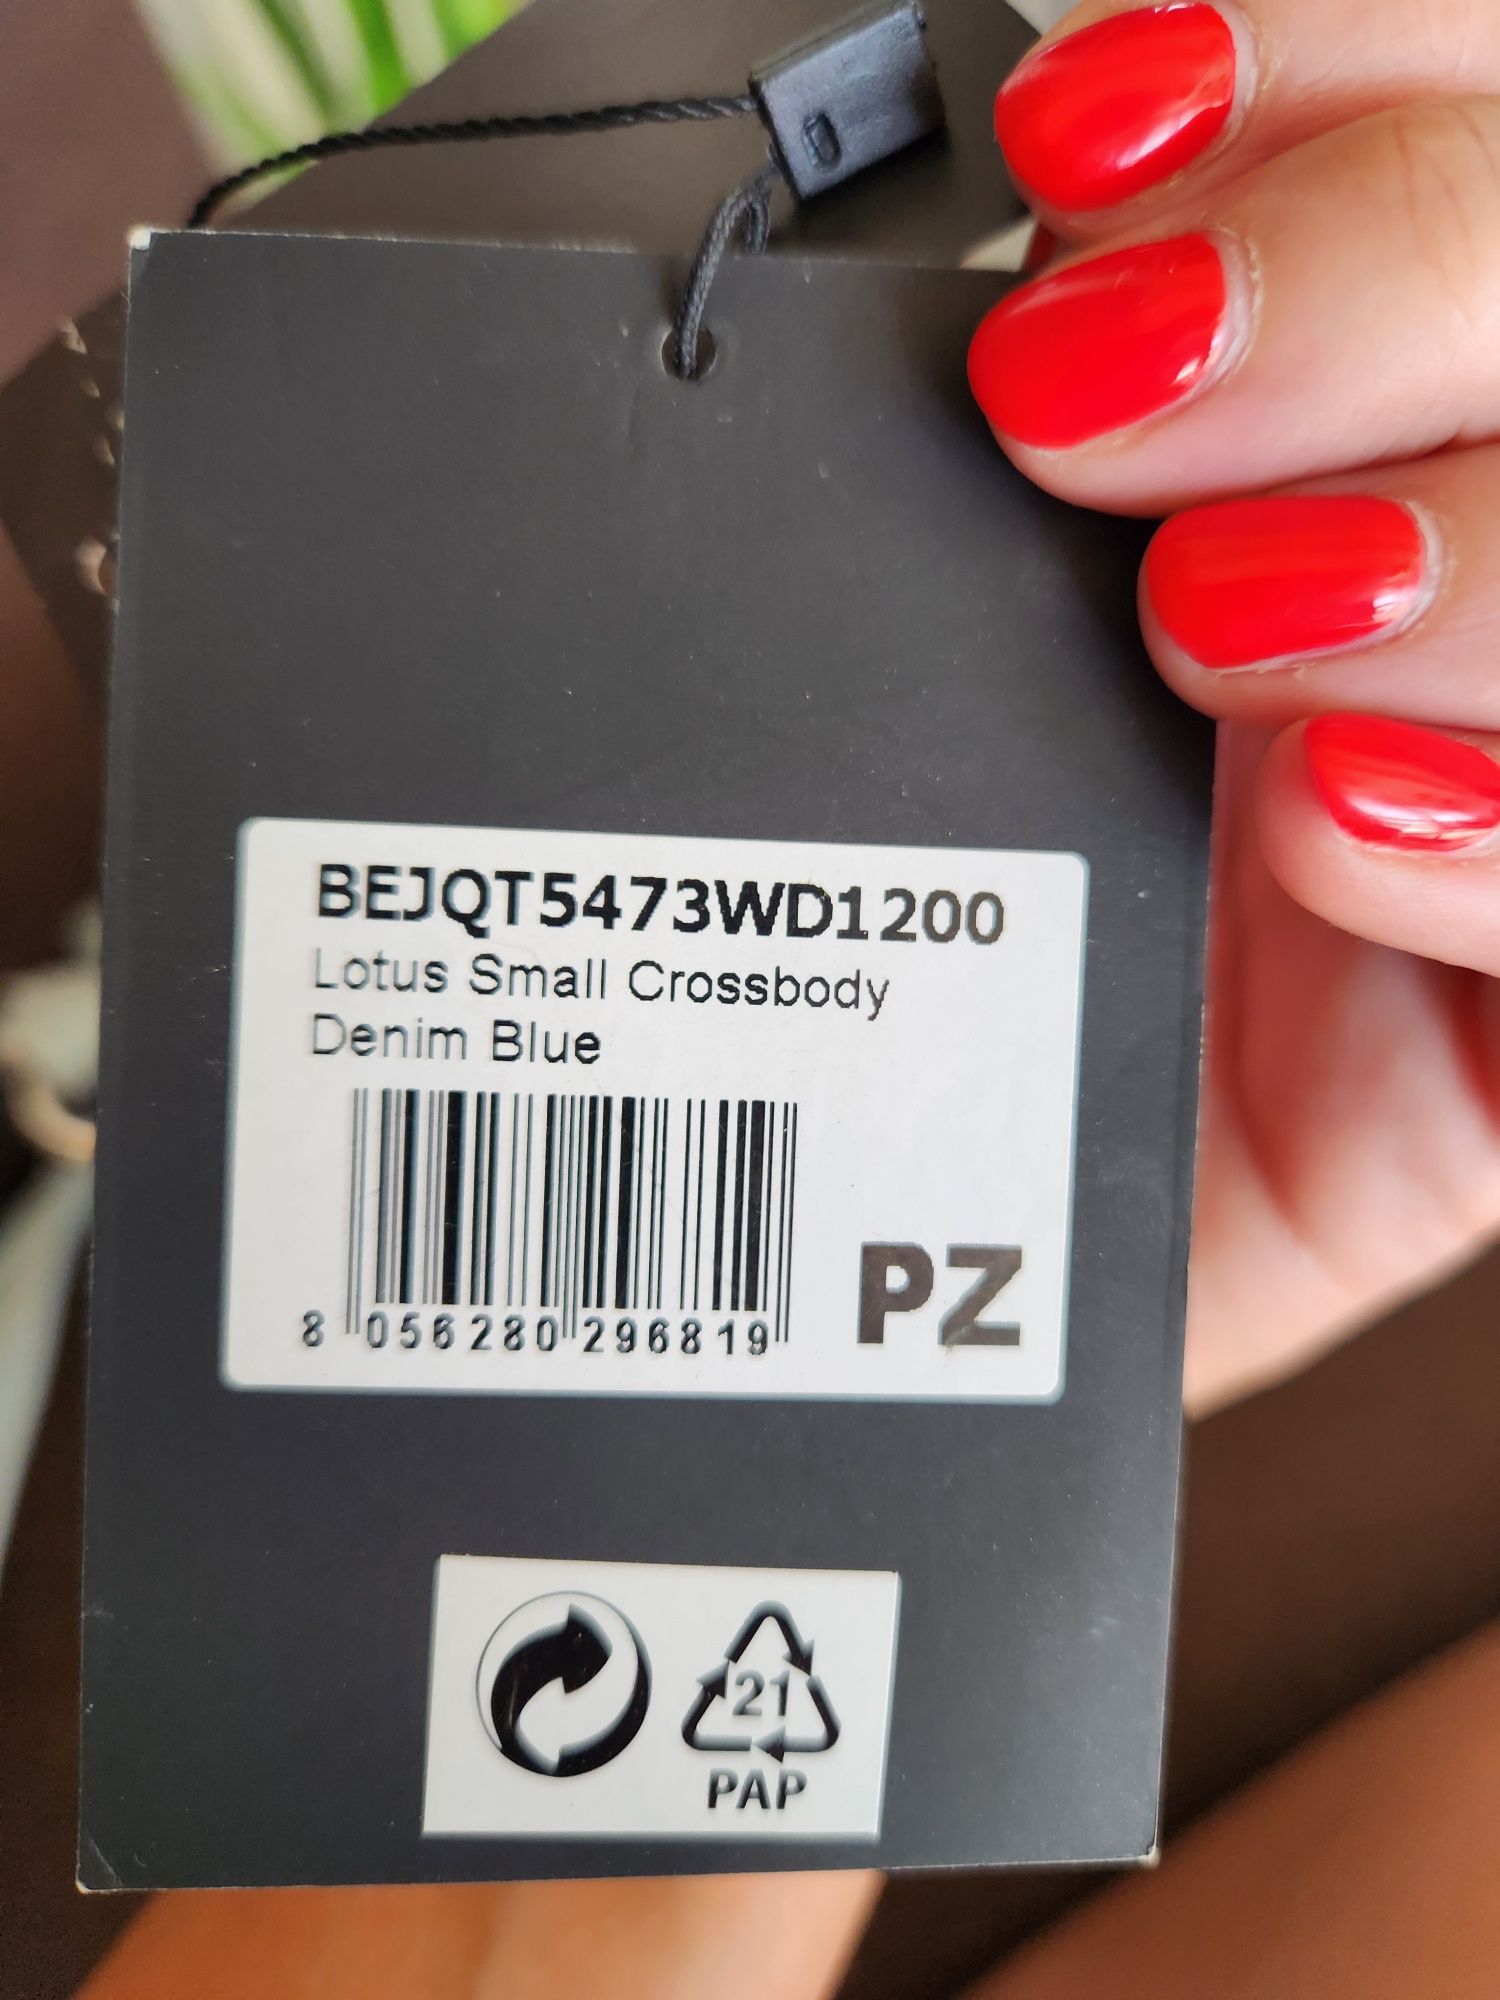 BEJQT5473WD1200
Lotus Small Crossbody
Denim Blue
8 056280 296819
PZ
21
PAP